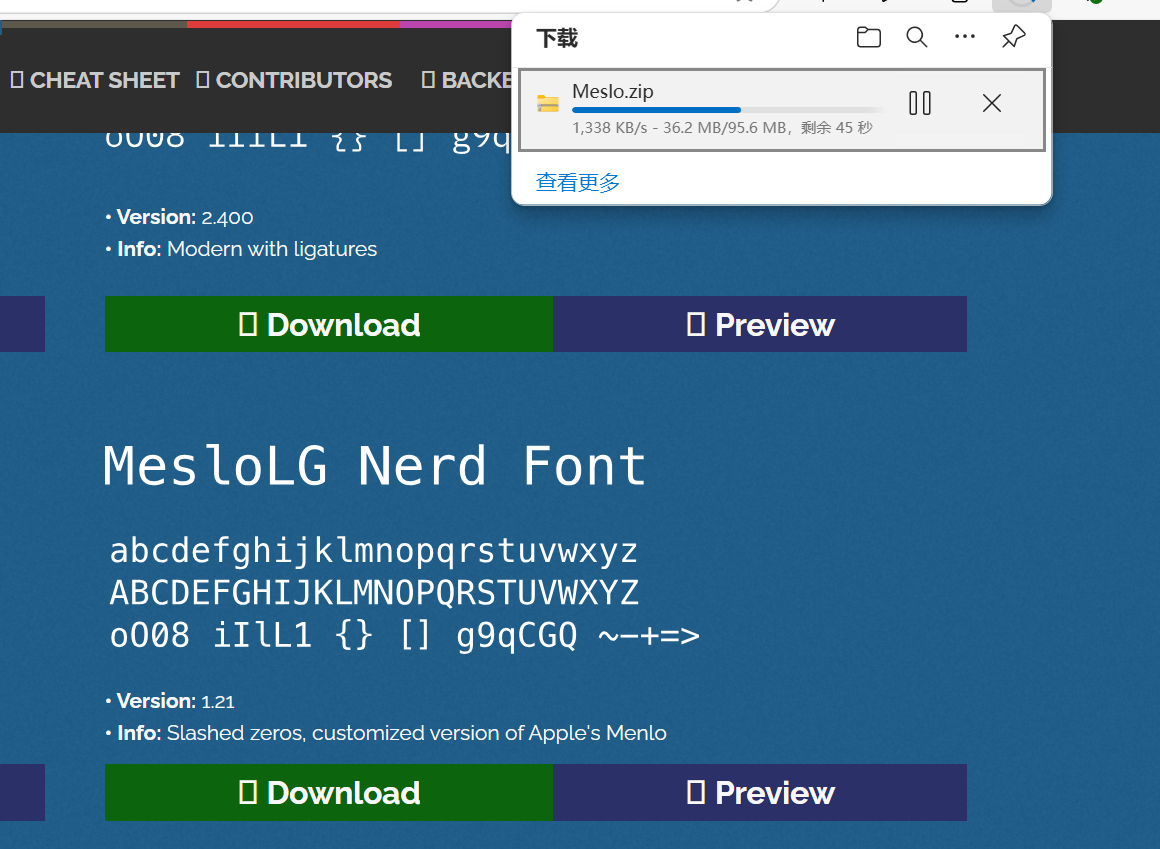 下载
Meslo.zip
1,338 KB/s - 36.2 MB/95.6 MB，剩余 45 秒
查看更多
CHEAT SHEET CONTRIBUTORS
oO08 iIlL1 {} [] g9q
• Version: 2.400
• Info: Modern with ligatures
Download Preview
MesloLG Nerd Font
abcdefghijklmnopqrstuvwxyz
ABCDEFGHIJKLMNOPQRSTUVWXYZ
oO08 iIlL1 {} [] g9qCGQ ~-+=>
• Version: 1.21
• Info: Slashed zeros, customized version of Apple's Menlo
Download Preview